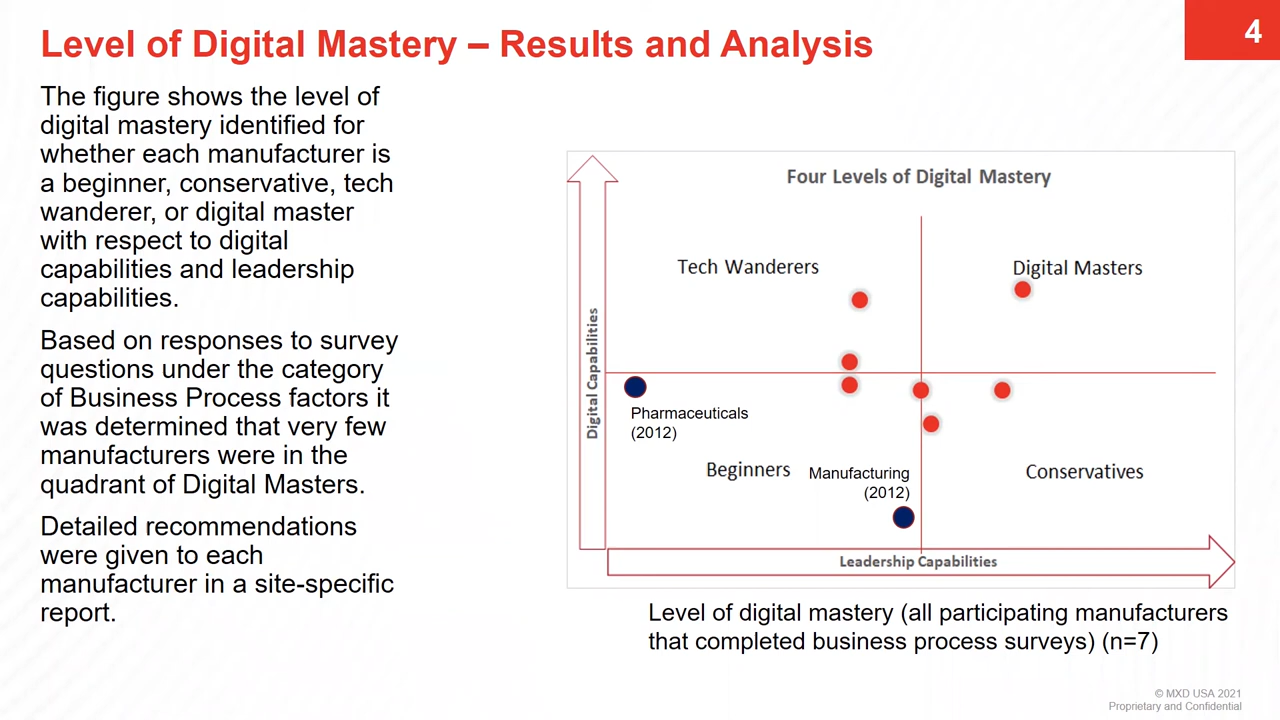 Level of Digital Mastery – Results and Analysis
4
The figure shows the level of
digital mastery identified for
whether each manufacturer is
a beginner, conservative, tech
wanderer, or digital master
with respect to digital
capabilities and leadership
capabilities.
Based on responses to survey
questions under the category
of Business Process factors it
was determined that very few
manufacturers were in the
quadrant of Digital Masters.
Detailed recommendations
were given to each
manufacturer in a site-specific
report.
Four Levels of Digital Mastery
Tech Wanderers
Digital Masters
Digital Capabilities
Pharmaceuticals
(2012)
Beginners
Manufacturing
(2012)
Conservatives
Leadership Capabilities
Level of digital mastery (all participating manufacturers
that completed business process surveys) (n=7)
© MXD USA 2021
Proprietary and Confidential